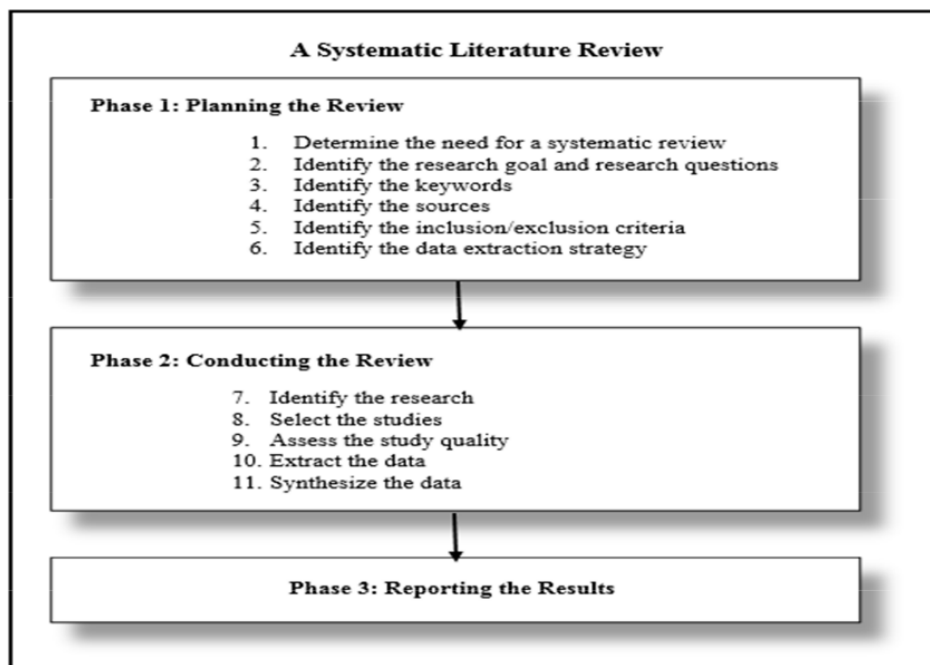 A Systematic Literature Review
Phase 1: Planning the Review
1. Determine the need for a systematic review
2. Identify the research goal and research questions
3. Identify the keywords
4. Identify the sources
5. Identify the inclusion/exclusion criteria
6. Identify the data extraction strategy
Phase 2: Conducting the Review
7. Identify the research
8. Select the studies
9. Assess the study quality
10. Extract the data
11. Synthesize the data
Phase 3: Reporting the Results